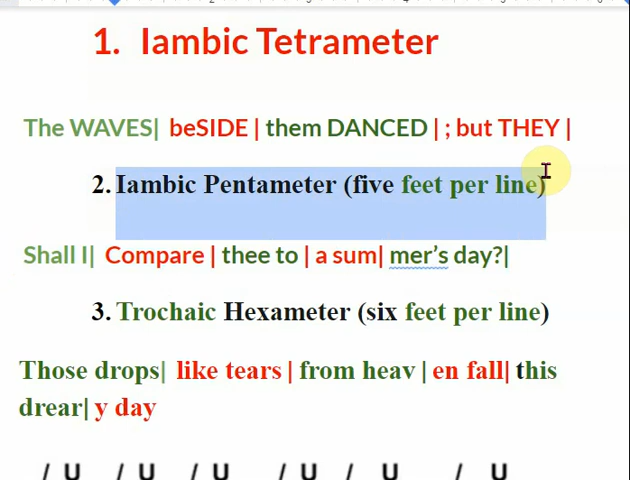 1. Iambic Tetrameter
The WAVES| beSIDE | them DANCED | ; but THEY |
2. Iambic Pentameter (five feet per line)
Shall I| Compare | thee to | a sum| mer's day?|
3. Trochaic Hexameter (six feet per line)
Those drops| like tears | from heav | en fall| this
drear| y day
/ U / U / U / U / U / U